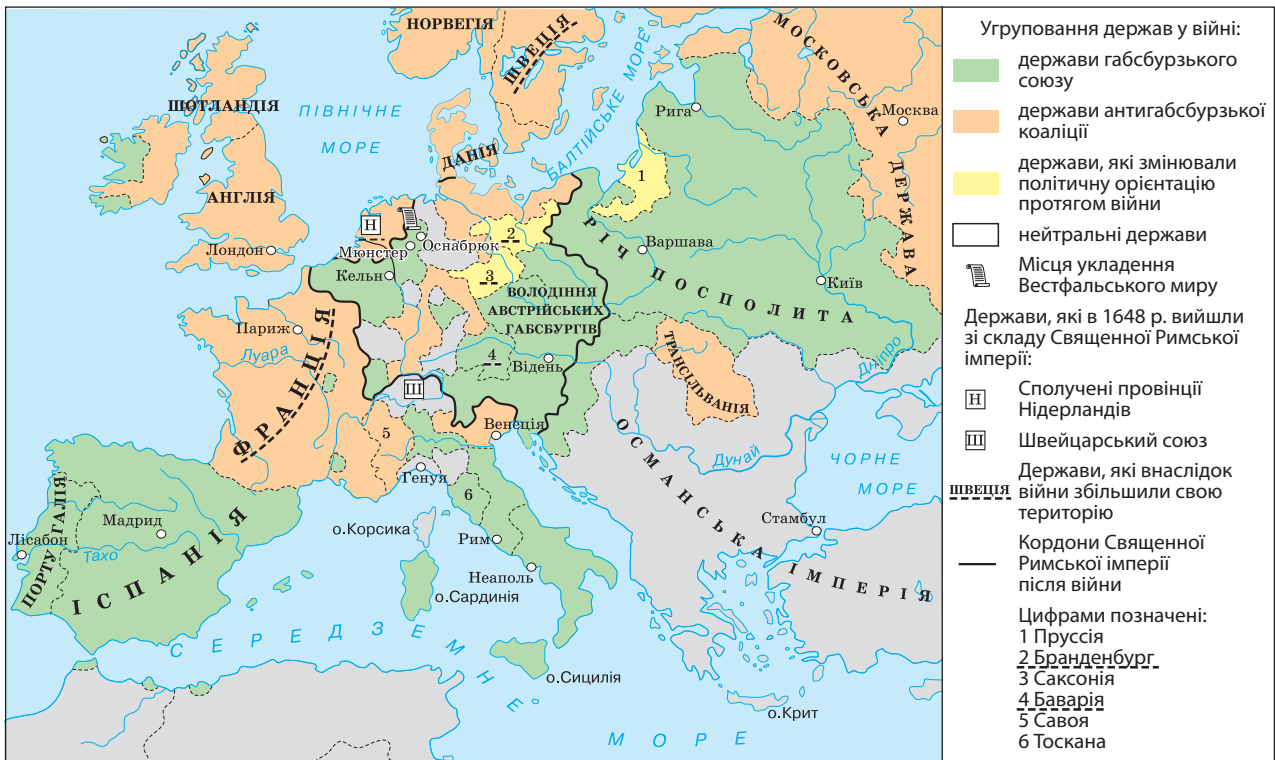 НОРВЕГІЯ
ШВЕЦІЯ
МОСКОВСЬКА
ДЕРЖАВА
ШОТЛАНДІЯ
ПІВНІЧНЕ
МОРЕ
БАЛТІЙСЬКЕ МОРЕ
Рига
Москва
ДАНІЯ
1
АНГЛІЯ
Н
Оснабрюк
2
Лондон
Мюнстер
РІЧ ПОСПОЛИТА
Варшава
Кельн
3
ВОЛОДІННЯ
АВСТРІЙСЬКИХ
ГАБСБУРГІВ
Київ
Париж
Луара
ФРАНЦІЯ
4
Відень
ТРАНСІЛЬВАНІЯ
Дніпро
Ш
5
Венеція
Генуя
ОСМАНСЬКА ІМПЕРІЯ
Дунай
ЧОРНЕ
МОРЕ
6
ПОРТУГАЛІЯ
Мадрид
Лісабон
Тахо
ІСПАНІЯ
о.Корсика
Рим
Стамбул
Неаполь
о.Сардинія
СЕРЕДЗЕМНЕ
МОРЕ
о.Сицилія
о.Крит
Угруповання держав у війні:
держави габсбурзького
союзу
держави антигабсбурзької
коаліції
держави, які змінювали
політичну орієнтацію
протягом війни
нейтральні держави
Місця укладення
Вестфальського миру
Держави, які в 1648 р. вийшли
зі складу Священної Римської
імперії:
Н Сполучені провінції
Нідерландів
Ш Швейцарський союз
Держави, які внаслідок
ШВЕЦІЯ війни збільшили свою
територію
Кордони Священної
Римської імперії
після війни
Цифрами позначені:
1 Пруссія
2 Бранденбург
3 Саксонія
4 Баварія
5 Савоя
6 Тоскана